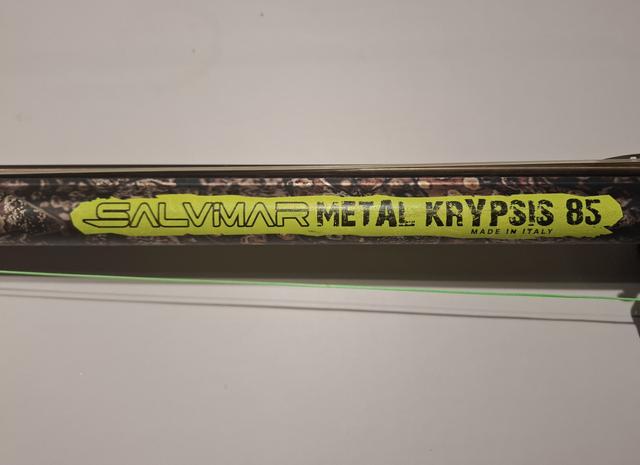 SALVIMAR METAL KRYPSIS 85
MADE IN ITALY